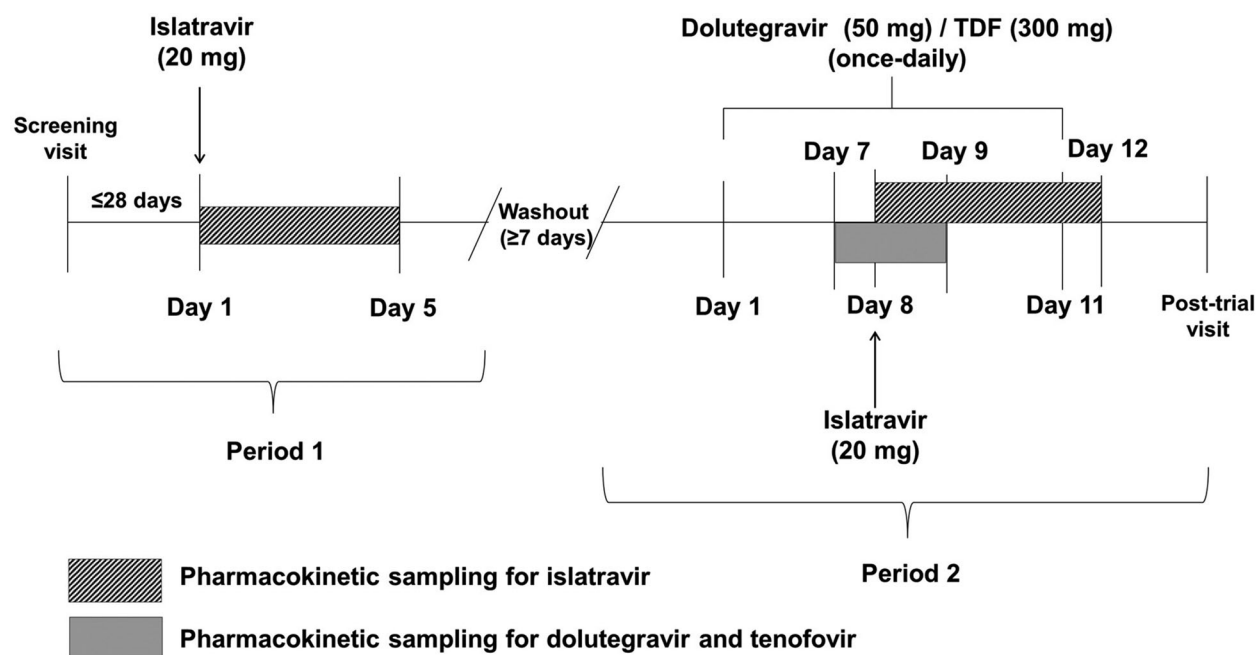 Islatravir
(20 mg)
Dolutegravir (50 mg) / TDF (300 mg)
(once-daily)
Screening
visit
≤28 days
Day 1
Day 5
Washout
(≥7 days)
Day 7
Day 9
Day 12
Day 1
Day 8
Day 11
Post-trial
visit
Islatravir
(20 mg)
Period 1
Period 2
Pharmacokinetic sampling for islatravir
Pharmacokinetic sampling for dolutegravir and tenofovir